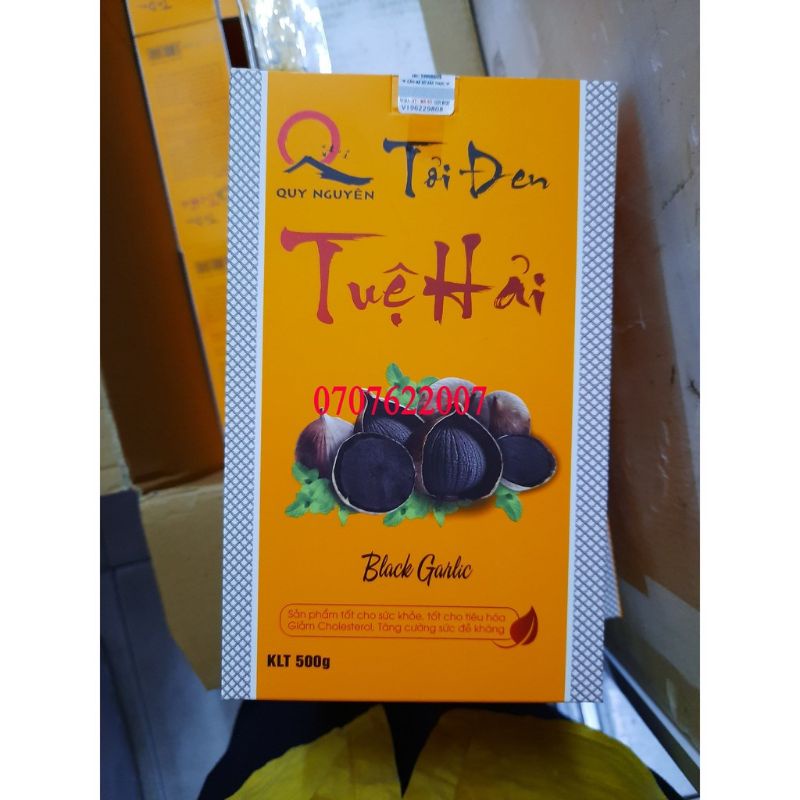 V19622980#
QUY NGUYÊN
Tỏi Đen
Tuệ Hải
0707622007
Black Garlic
Sản phẩm tốt cho sức khỏe, tốt cho tiêu hóa
Giảm Cholesterol, Tăng cường sức đề kháng
KLT 500g